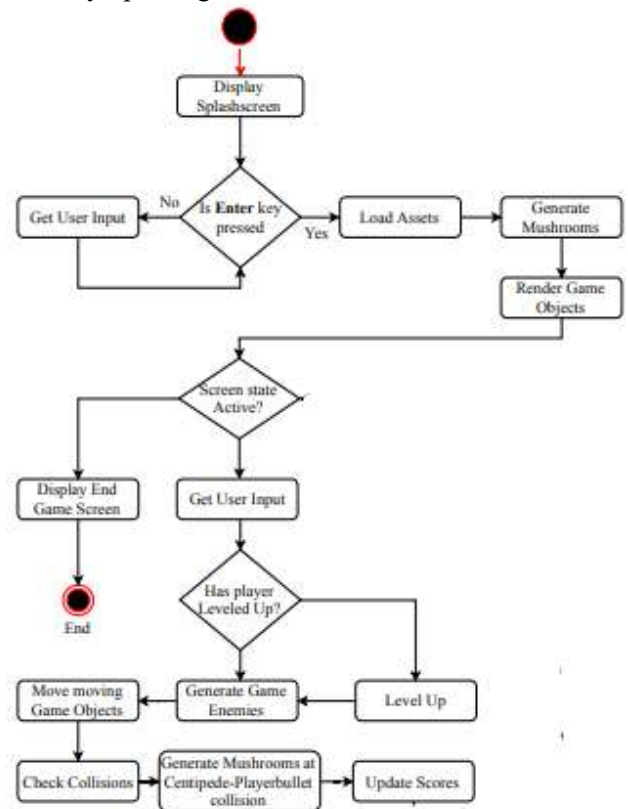 Display
Splashscreen
No
Is Enter key
pressed
Yes
Get User Input
Load Assets
Generate
Mushrooms
Render Game
Objects
Screen state
Active?
Display End
Game Screen
Get User Input
End
Has player
Leveled Up?
Move moving
Game Objects
Generate Game
Enemies
Level Up
Check Collisions
Generate Mushrooms at
Centipede-Playerbullet
collision
Update Scores